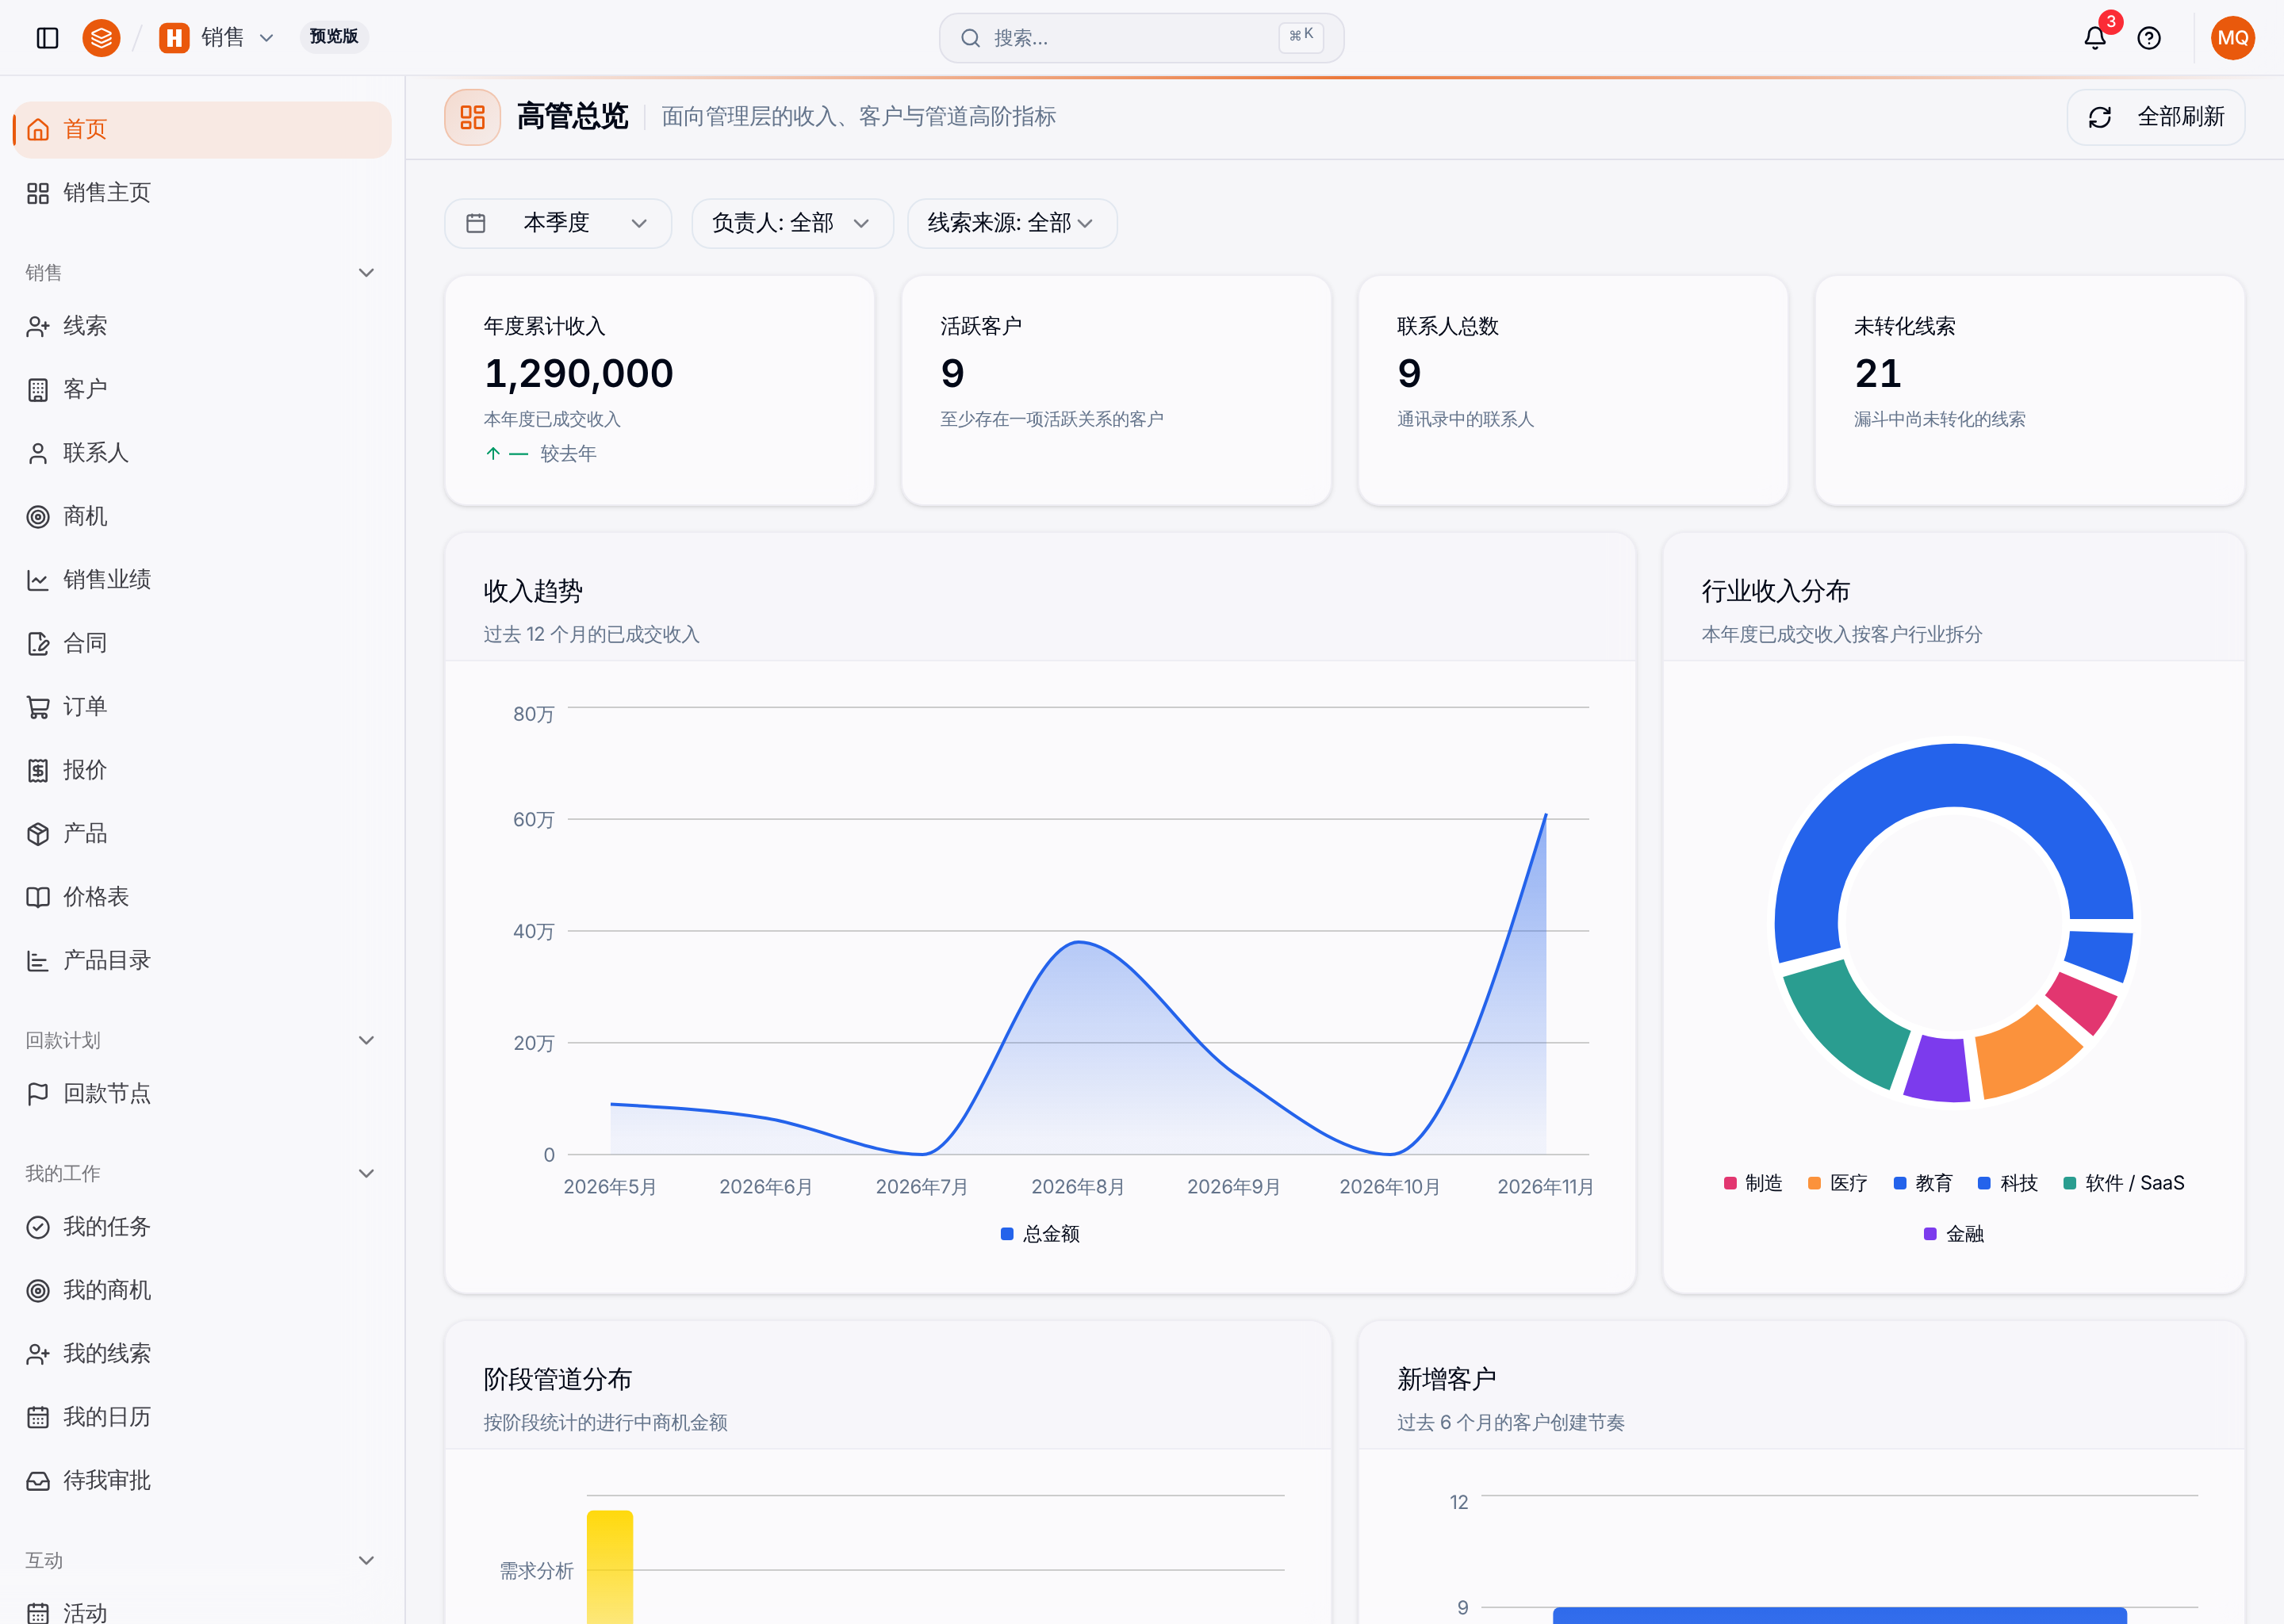 销售
预览版
搜索...
⌘K
3
MQ
首页
销售主页
销售
线索
客户
联系人
商机
销售业绩
合同
订单
报价
产品
价格表
产品目录
回款计划
回款节点
我的工作
我的任务
我的商机
我的线索
我的日历
待我审批
互动
活动
高管总览
面向管理层的收入、客户与管道高阶指标
全部刷新
本季度
负责人: 全部
线索来源: 全部
年度累计收入
1,290,000
本年度已成交收入
↑ — 较去年
活跃客户
9
至少存在一项活跃关系的客户
联系人总数
9
通讯录中的联系人
未转化线索
21
漏斗中尚未转化的线索
收入趋势
过去 12 个月的已成交收入
80万
60万
40万
20万
0
2026年5月 2026年6月 2026年7月 2026年8月 2026年9月 2026年10月 2026年11月
总金额
行业收入分布
本年度已成交收入按客户行业拆分
制造 医疗 教育 科技 软件 / SaaS
金融
阶段管道分布
按阶段统计的进行中商机金额
需求分析
新增客户
过去 6 个月的客户创建节奏
12
9